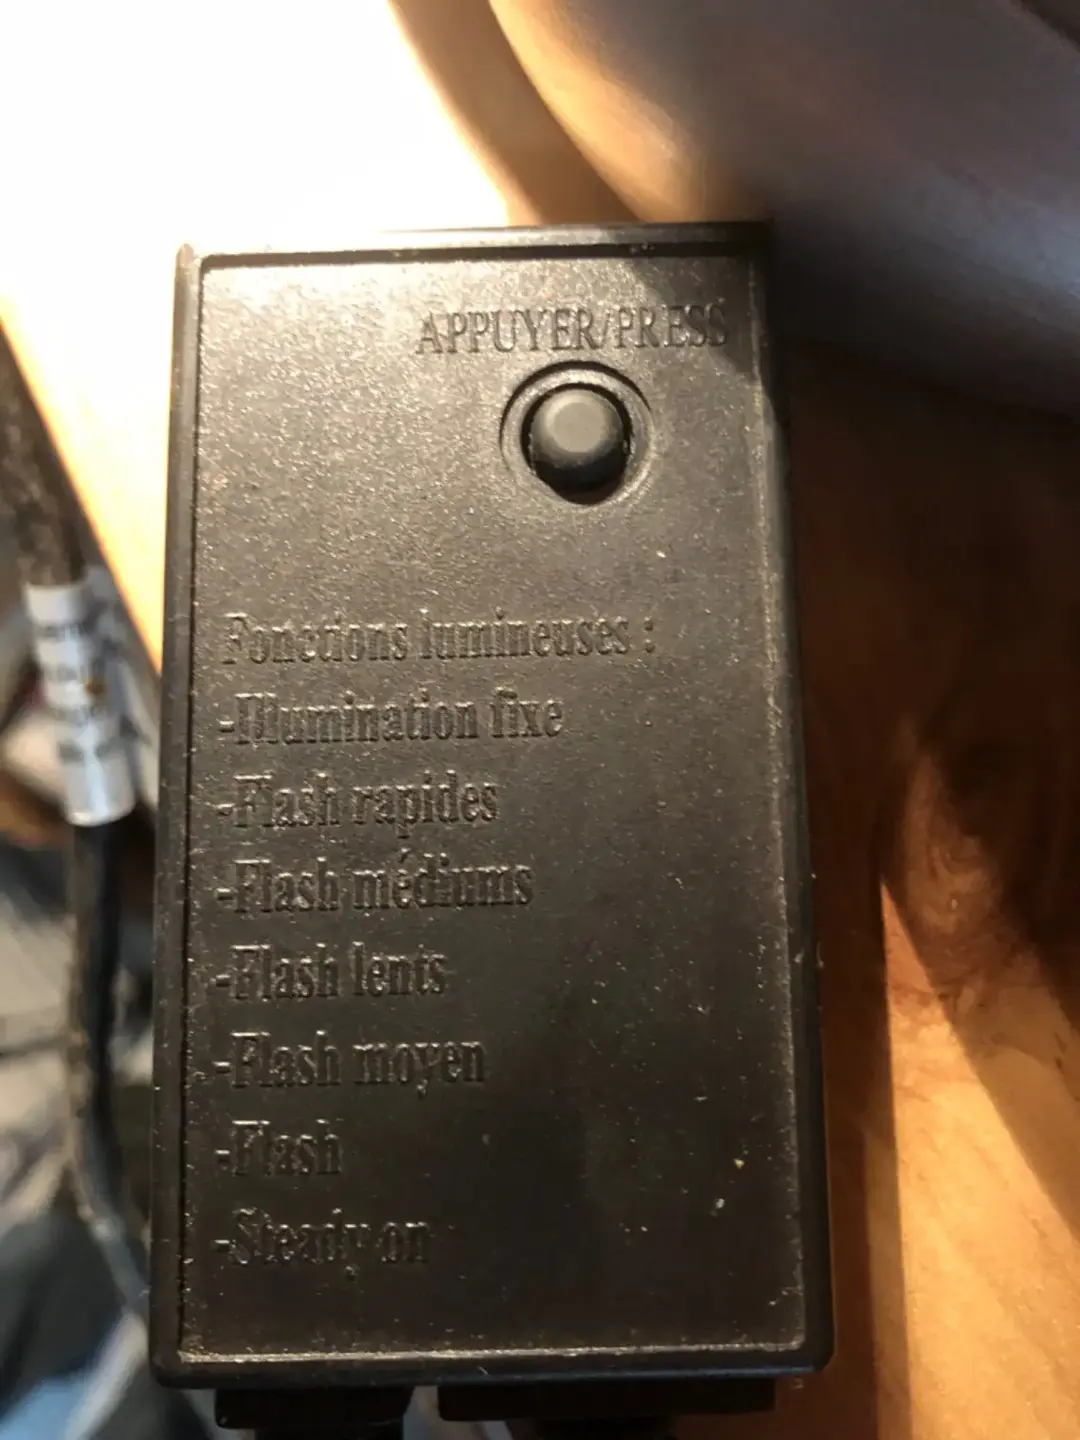 APPUYER/PRESS
Fonctions lumineuses :
-Illumination fixe
-Flash rapides
-Flash médiums
-Flash lents
-Flash moyen
-Flash
-Steady on